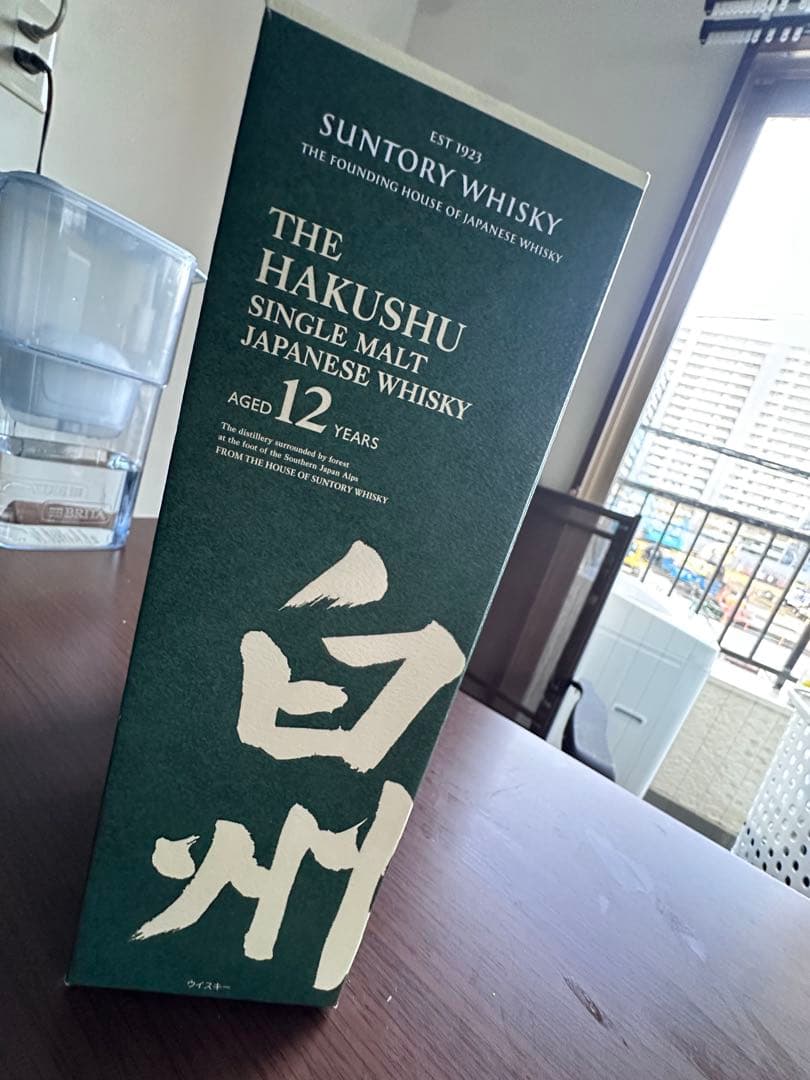 EST 1923
SUNTORY WHISKY
THE FOUNDING HOUSE OF JAPANESE WHISKY
THE
HAKUSHU
SINGLE MALT
JAPANESE WHISKY
AGED 12 YEARS
The distillery surrounded by forest
at the foot of the Southern Japan Alps
FROM THE HOUSE OF SUNTORY WHISKY
白
州
ウイスキー
BRITA